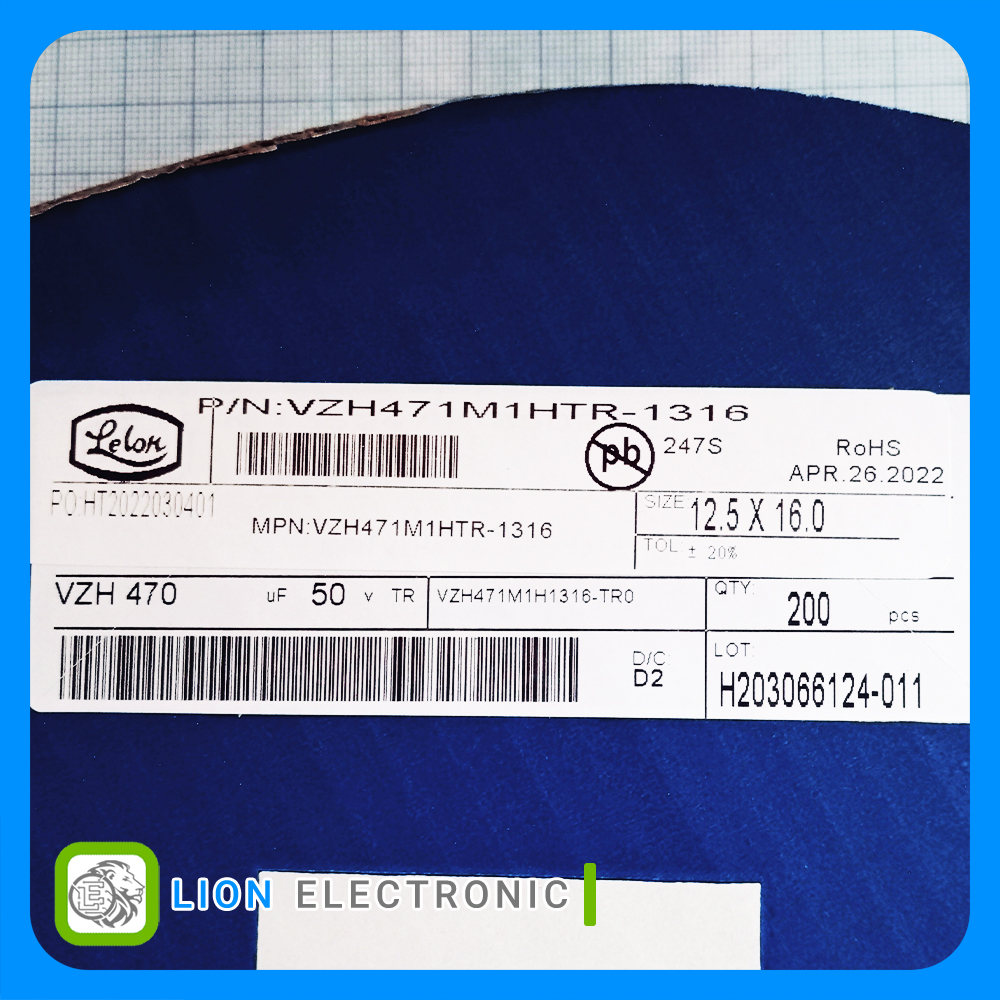 P/N:VZH471M1HTR-1316
Lelon
pb
247S
RoHS
APR.26.2022
PO:HT2022030401
MPN:VZH471M1HTR-1316
SIZE 12.5 X 16.0
TOL ± 20%
VZH 470 uF 50 v TR
VZH471M1H1316-TR0
QTY: 200 pcs
D/C:
D2
LOT:
H203066124-011
LION ELECTRONIC